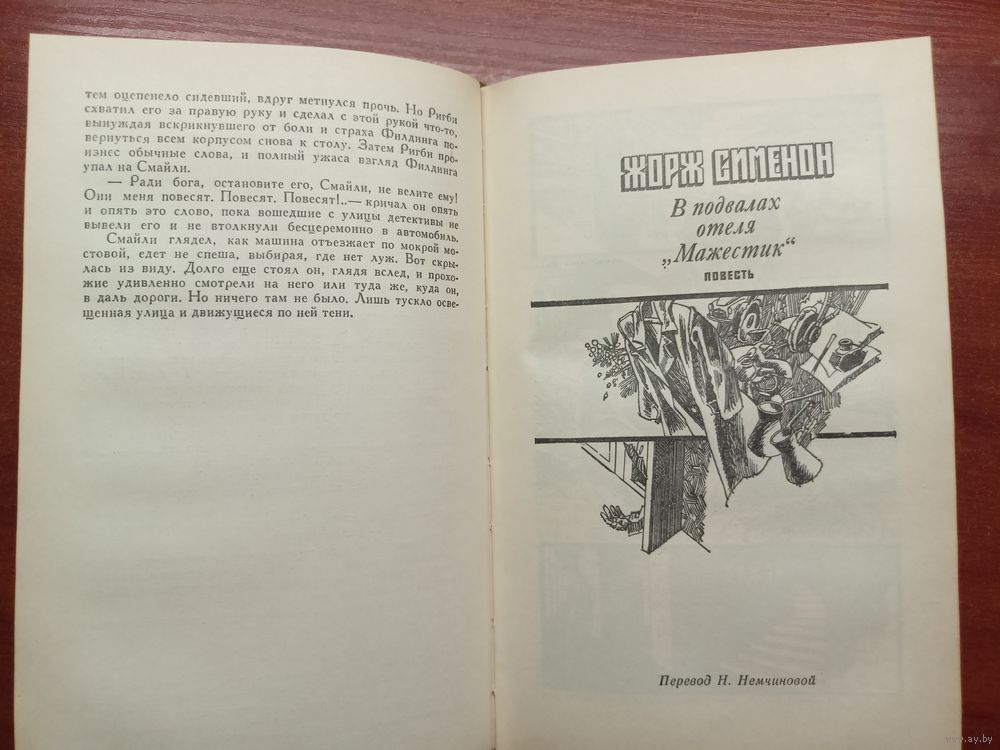 тем оцепенело сидевший, вдруг метнулся прочь. Но Ригби
схватил его за правую руку и сделал с этой рукой что-то,
вынуждая вскрикнувшего от боли и страха Филдинга по-
вернуться всем корпусом снова к столу. Затем Ригби про-
изнес обычные слова, и полный ужаса взгляд Филдинга
упал на Смайли.
— Ради бога, остановите его, Смайли, не велите ему!
Они меня повесят. Повесят. Повесят!..— кричал он опять
и опять это слово, пока вошедшие с улицы детективы не
вывели его и не втолкнули бесцеремонно в автомобиль.
Смайли глядел, как машина отъезжает по мокрой мо-
стовой, едет не спеша, выбирая, где нет луж. Вот скры-
лась из виду. Долго еще стоял он, глядя вслед, и прохо-
жие удивленно смотрели на него или туда же, куда он,
в даль дороги. Но ничего там не было. Лишь тускло осве-
щенная улица и движущиеся по ней тени.
ЖОРЖ СИМЕНОН
В подвалах
отеля
„Мажестик“
ПОВЕСТЬ
Перевод Н. Немчиновой
www.ay.by